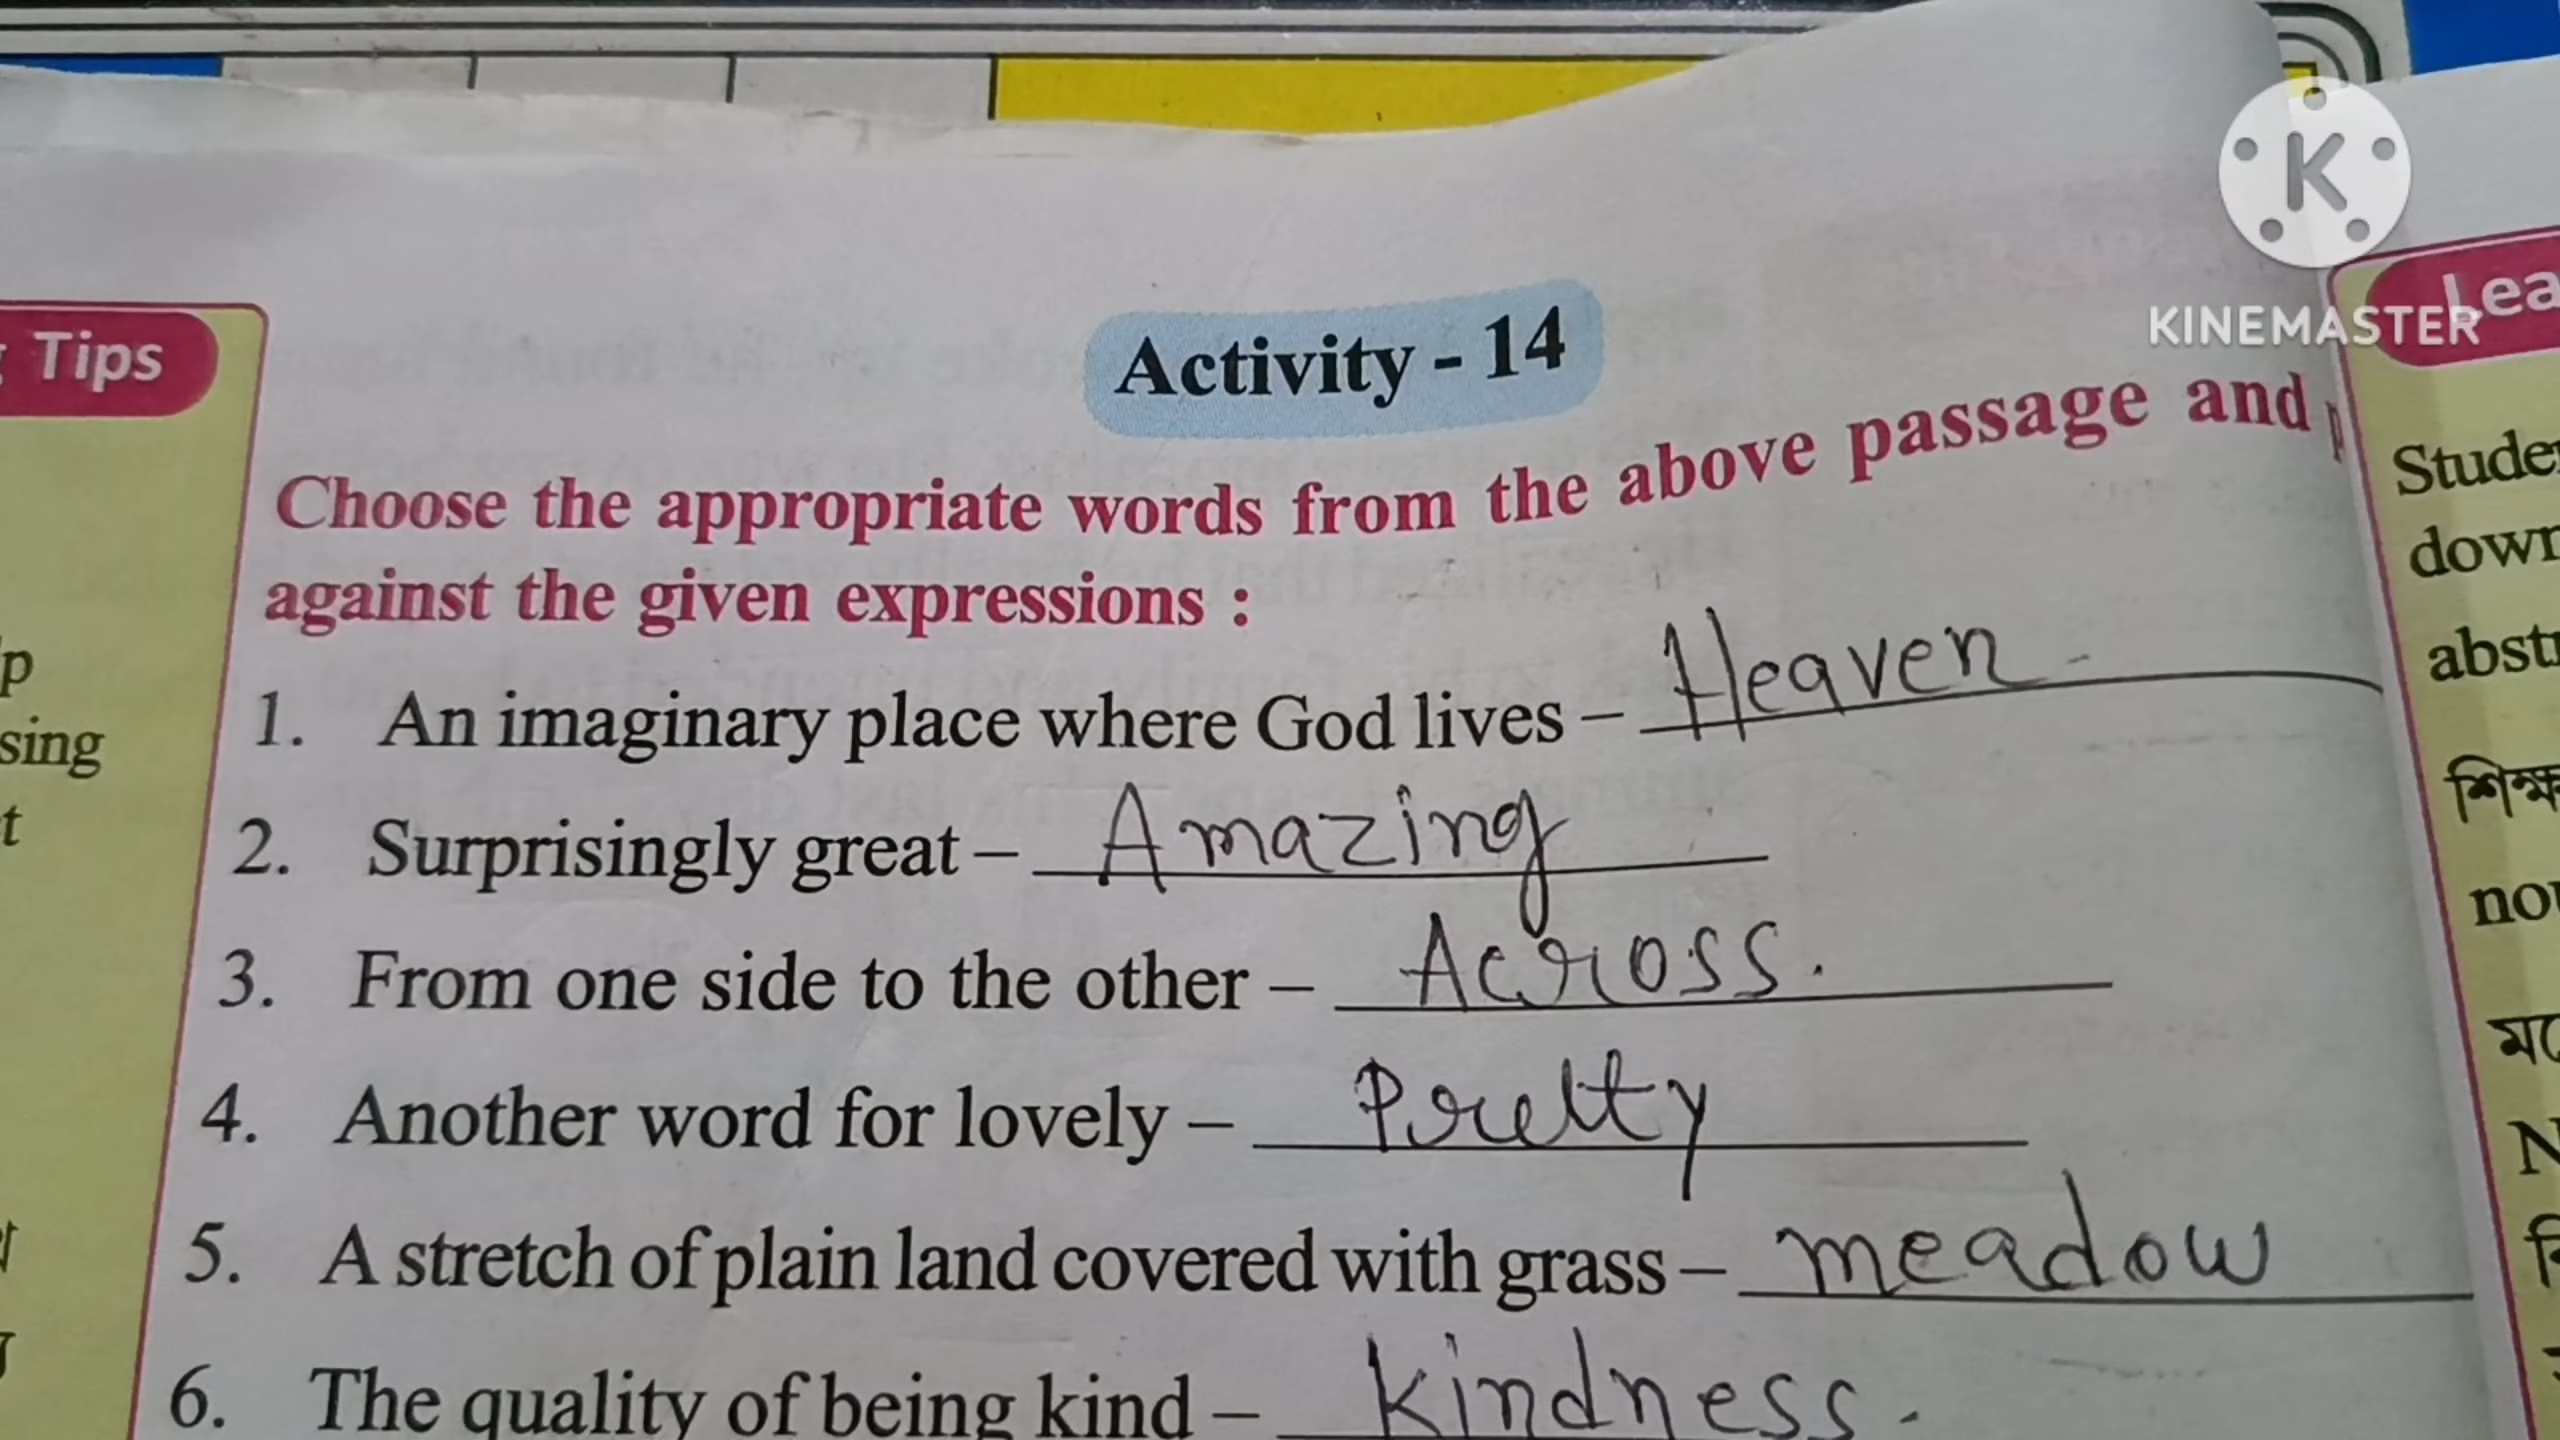 K
KINEMASTER
Tips
Lea
Activity - 14
Choose the appropriate words from the above passage and
against the given expressions :
1. An imaginary place where God lives – Heaven
2. Surprisingly great – Amazing
3. From one side to the other – Across.
4. Another word for lovely – Pretty
5. A stretch of plain land covered with grass – meadow
6. The quality of being kind – kindness.
p
sing
t
Stude
down
abst
শিক্ষ
no
N